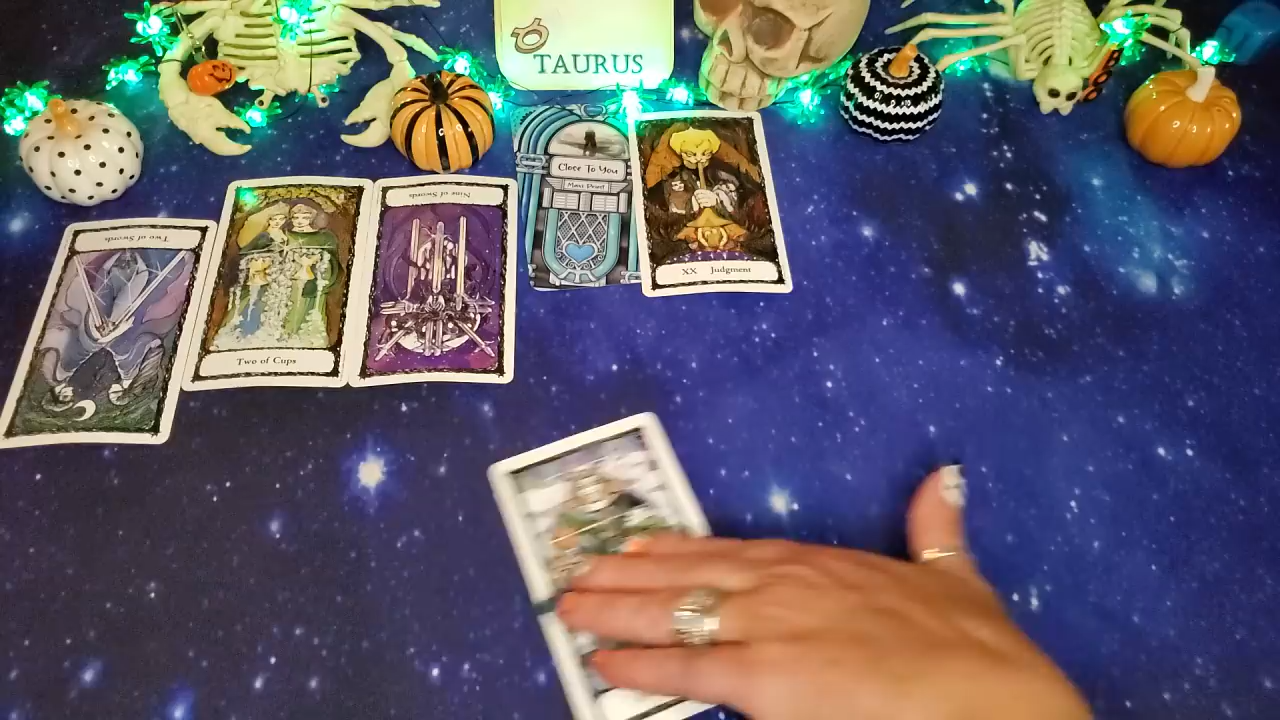 TAURUS
Close To You
Maxi Priest
XX Judgment
Nine of Swords
Two of Swords
Two of Cups